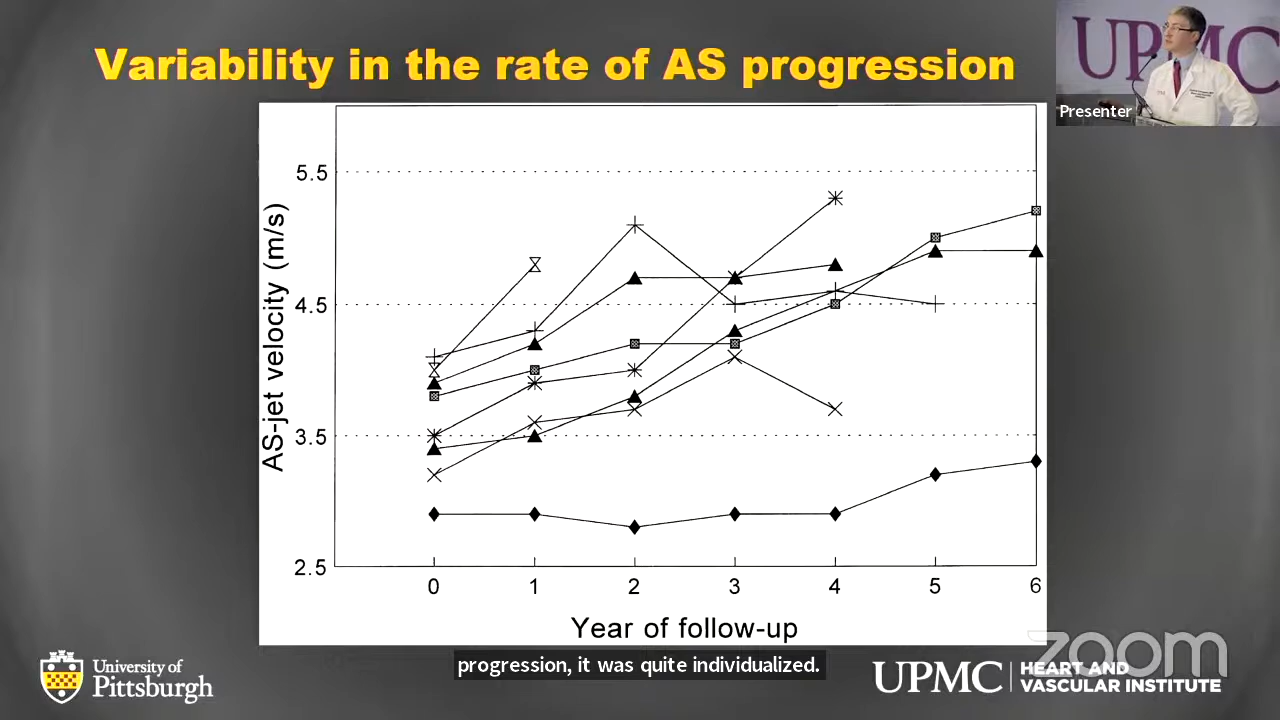 Variability in the rate of AS progression
UPMC
Presenter
5.5
4.5
3.5
2.5
AS-jet velocity (m/s)
0 1 2 3 4 5 6
Year of follow-up
progression, it was quite individualized.
University of
Pittsburgh
UPMC
HEART AND
VASCULAR INSTITUTE
zoom